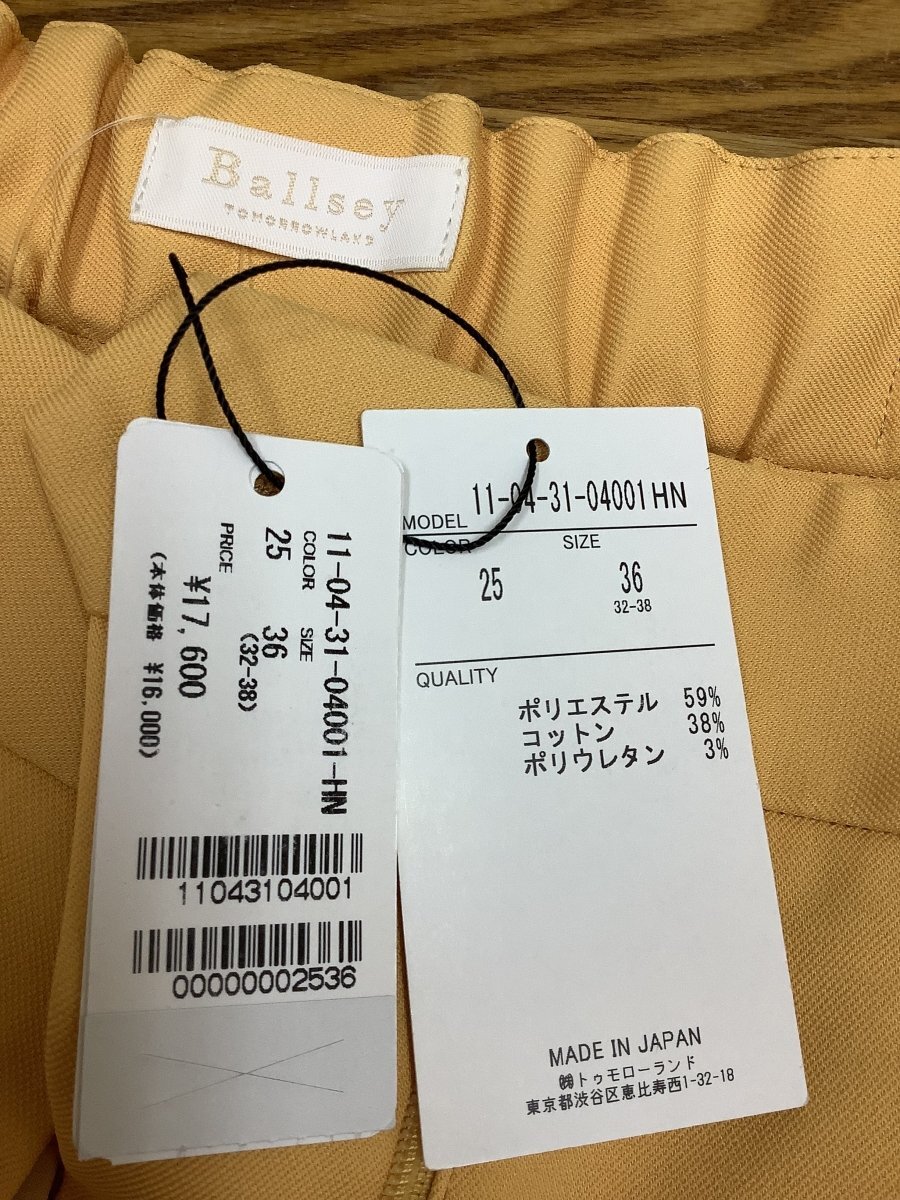 Ballsey
TOMORROWLAND
11-04-31-04001-HN
COLOR SIZE
25 36
(32-38)
PRICE
¥17,600
(本体価格 ¥16,000)
11043104001
00000002536
MODEL 11-04-31-04001HN
COLOR SIZE
25 36
32-38
QUALITY
ポリエステル 59%
コットン 38%
ポリウレタン 3%
MADE IN JAPAN
㈱トゥモローランド
東京都渋谷区恵比寿西1-32-18